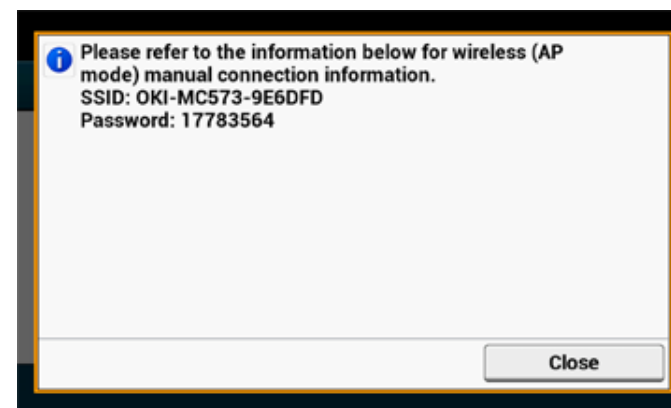 Please refer to the information below for wireless (AP
mode) manual connection information.
SSID: OKI-MC573-9E6DFD
Password: 17783564
Close